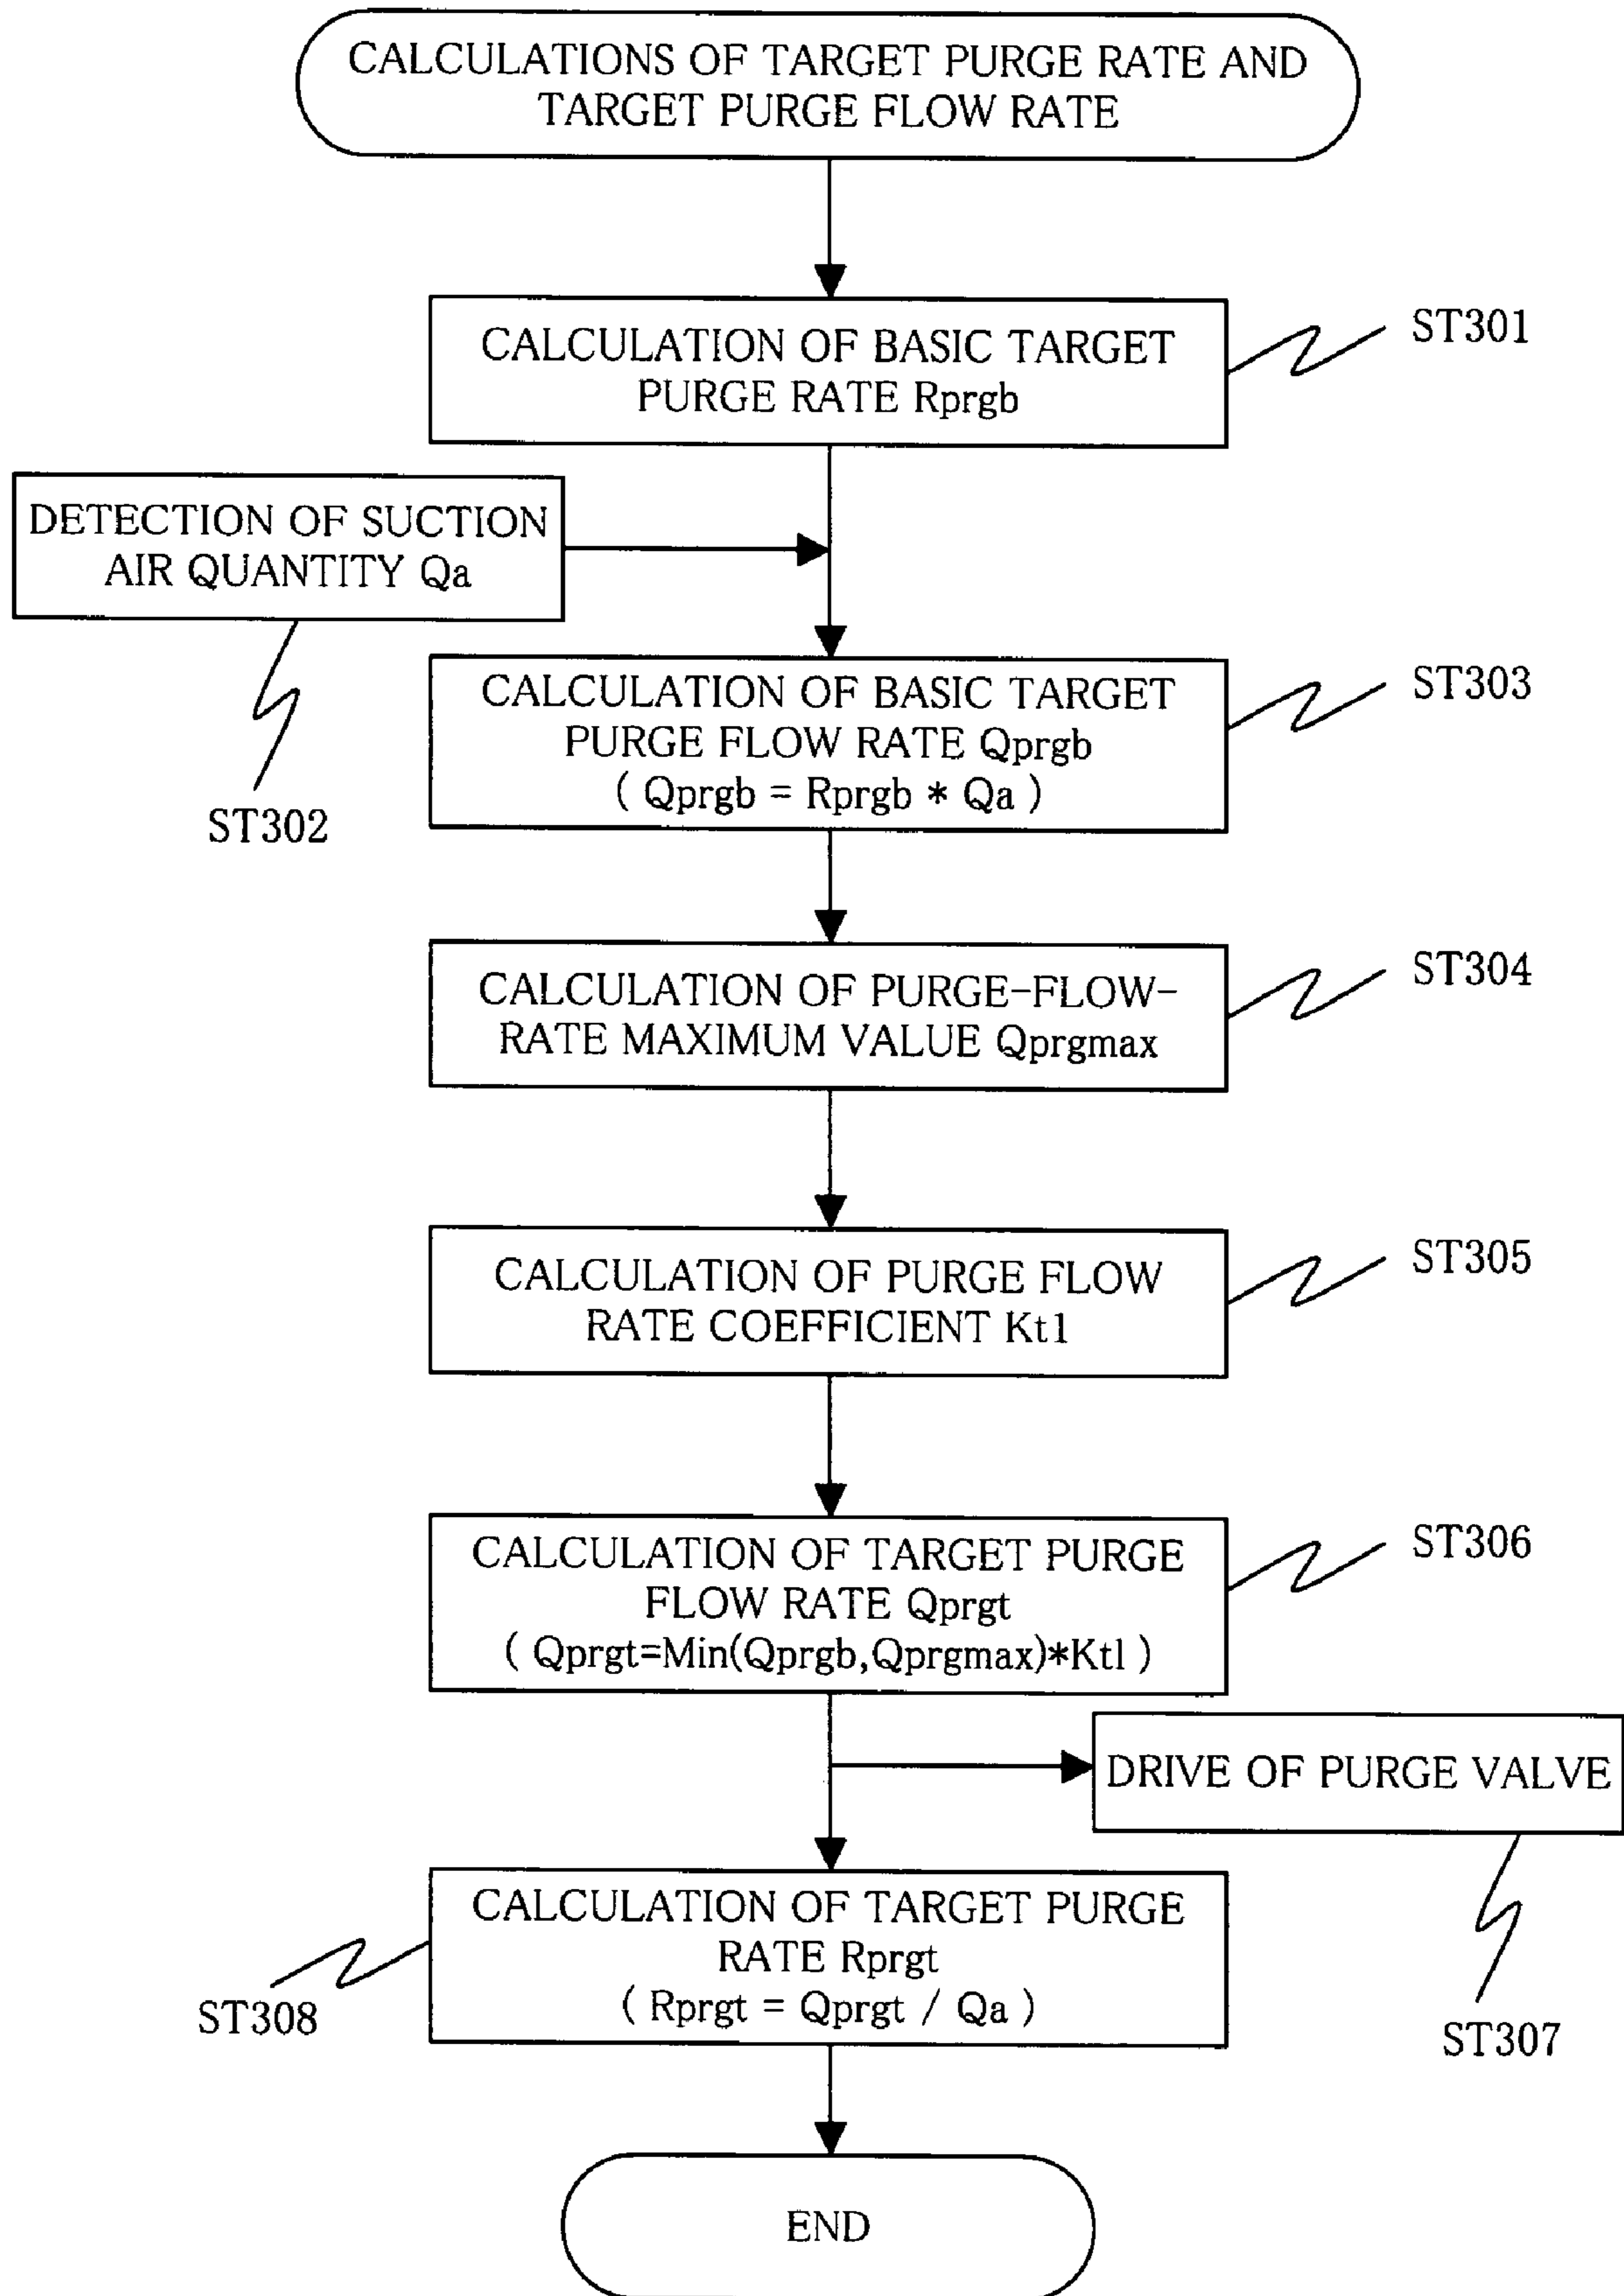 CALCULATIONS OF TARGET PURGE RATE AND
TARGET PURGE FLOW RATE
CALCULATION OF BASIC TARGET
PURGE RATE Rprgb
ST301
DETECTION OF SUCTION
AIR QUANTITY Qa
ST302
CALCULATION OF BASIC TARGET
PURGE FLOW RATE Qprgb
( Qprgb = Rprgb * Qa )
ST303
CALCULATION OF PURGE-FLOW-
RATE MAXIMUM VALUE Qprgmax
ST304
CALCULATION OF PURGE FLOW
RATE COEFFICIENT Ktl
ST305
CALCULATION OF TARGET PURGE
FLOW RATE Qprgt
( Qprgt=Min(Qprgb,Qprgmax)*Ktl )
ST306
DRIVE OF PURGE VALVE
ST307
CALCULATION OF TARGET PURGE
RATE Rprgt
( Rprgt = Qprgt / Qa )
ST308
END